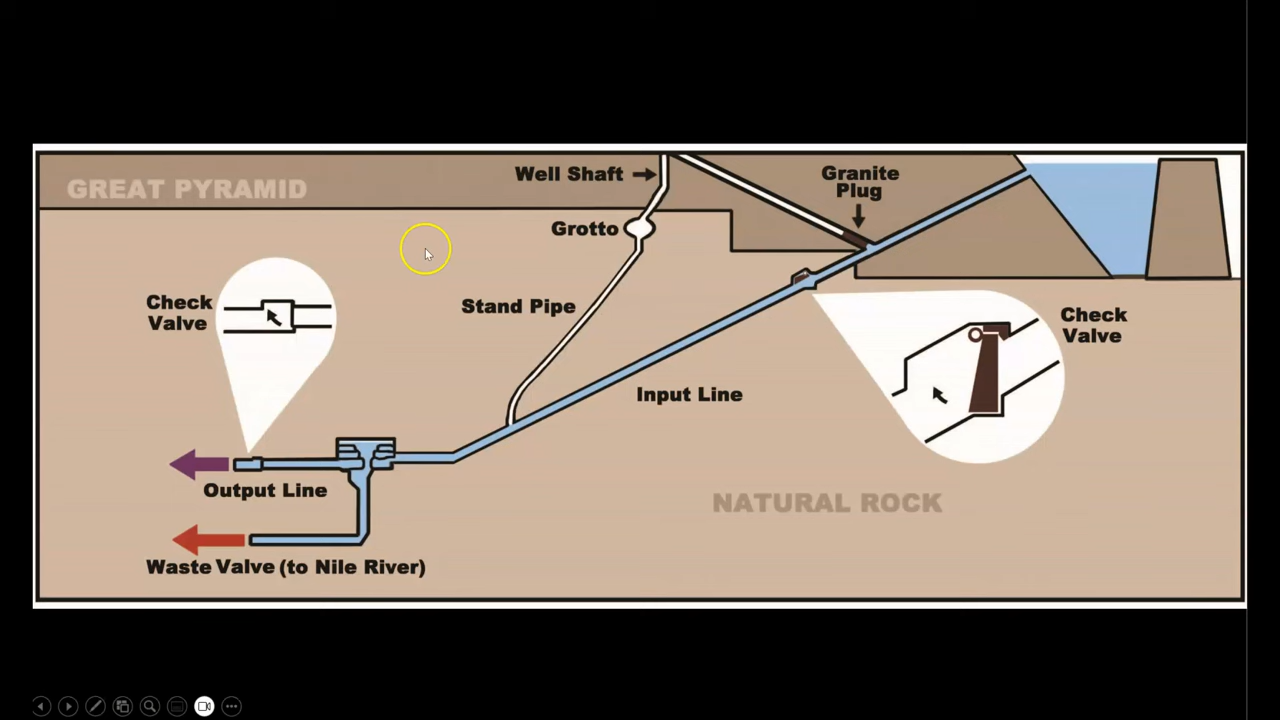 GREAT PYRAMID
Well Shaft
Granite
Plug
Grotto
Check
Valve
Stand Pipe
Check
Valve
Input Line
Output Line
NATURAL ROCK
Waste Valve (to Nile River)